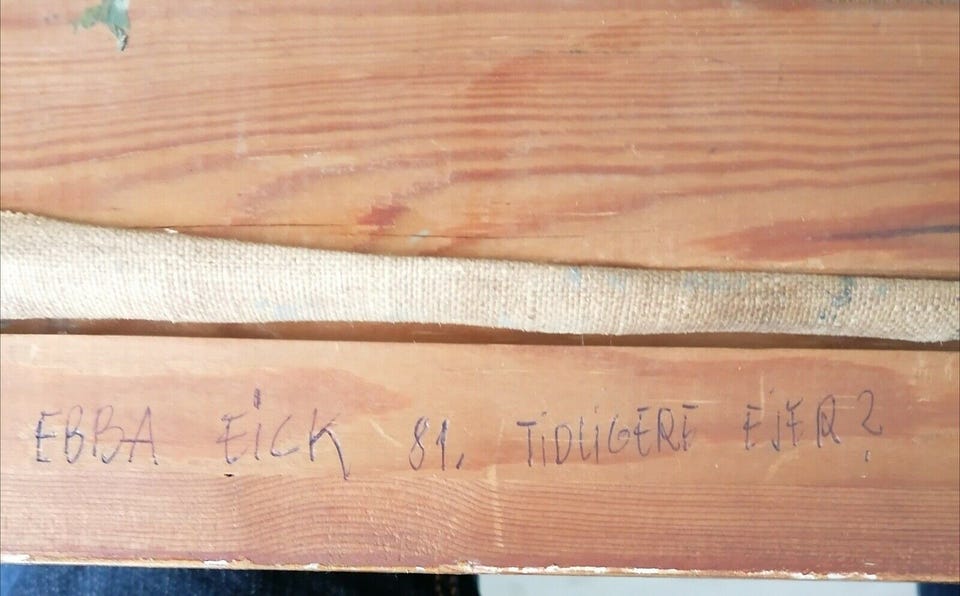 EBBA EiCK 81. TiDLiGERE EJER?